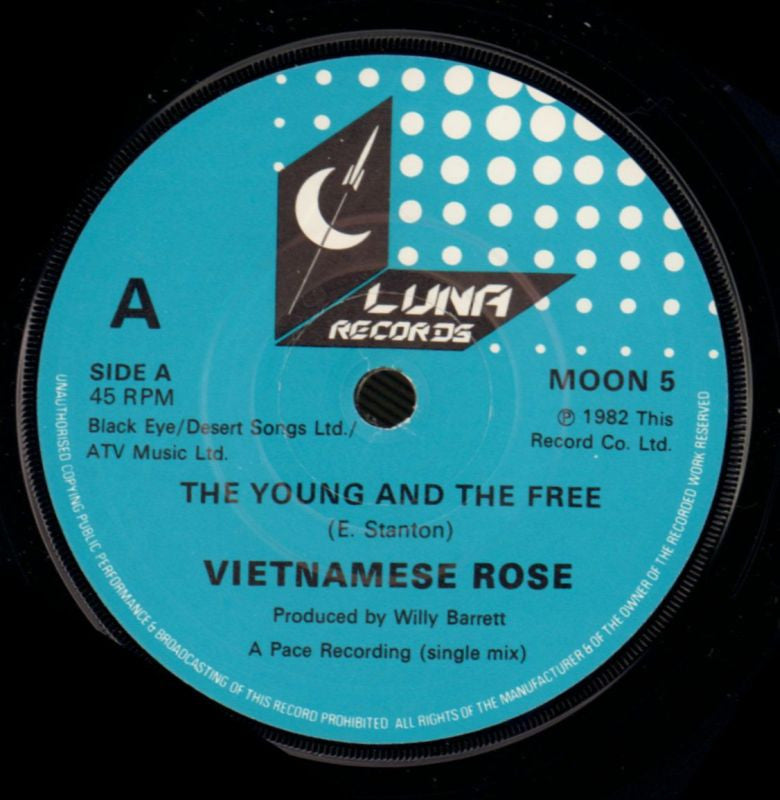 LUNA
RECORDS
A
SIDE A
45 RPM
Black Eye/Desert Songs Ltd./
ATV Music Ltd.
MOON 5
℗ 1982 This
Record Co. Ltd.
THE YOUNG AND THE FREE
(E. Stanton)
VIETNAMESE ROSE
Produced by Willy Barrett
A Pace Recording (single mix)
UNAUTHORISED COPYING PUBLIC PERFORMANCE & BROADCASTING OF THIS RECORD PROHIBITED ALL RIGHTS OF THE MANUFACTURER & OF THE OWNER OF THE RECORDED WORK RESERVED